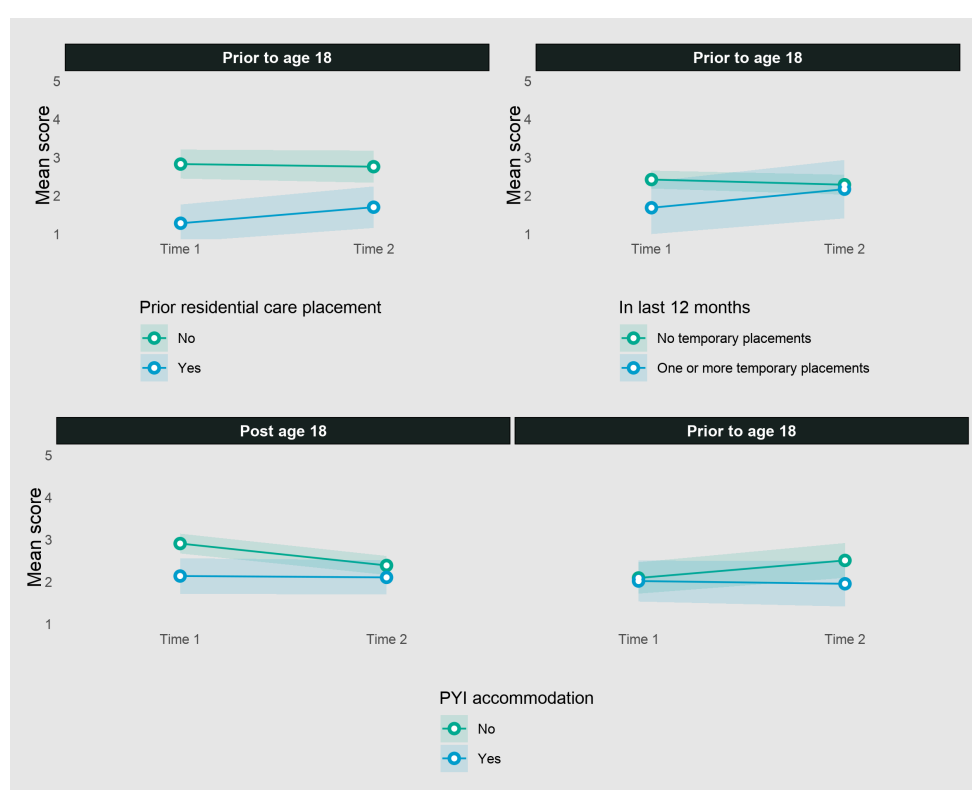 Prior to age 18
Prior to age 18
Mean score
5
4
3
2
1
Time 1
Time 2
Mean score
5
4
3
2
1
Time 1
Time 2
Prior residential care placement
No
Yes
In last 12 months
No temporary placements
One or more temporary placements
Post age 18
Prior to age 18
Mean score
5
4
3
2
1
Time 1
Time 2
Time 1
Time 2
PYI accommodation
No
Yes